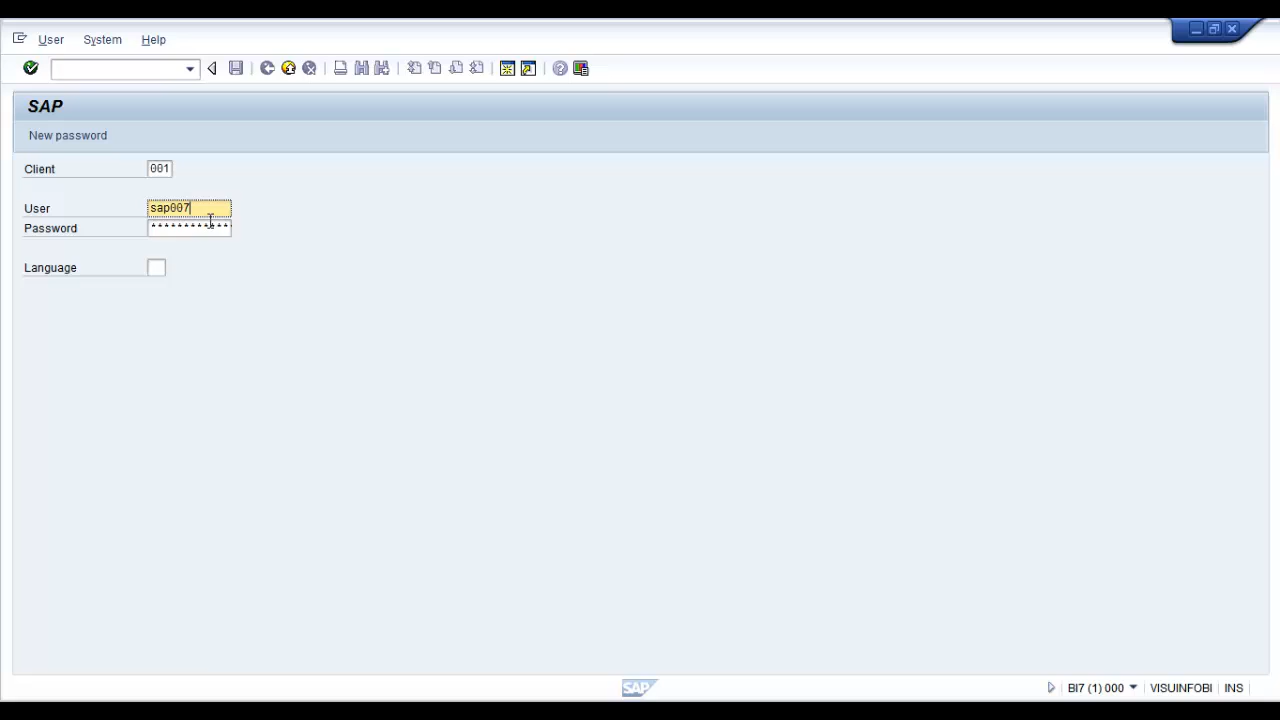 User System Help
SAP
New password
Client 001
User sap007
Password ************
Language
SAP BI7 (1) 000 VISUINFOBI INS